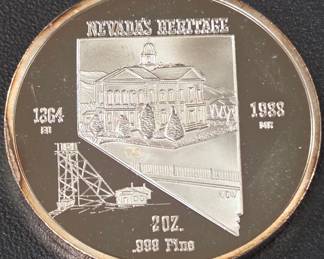 NEVADA'S HERITAGE
1864
1988
2 OZ.
.999 Fine